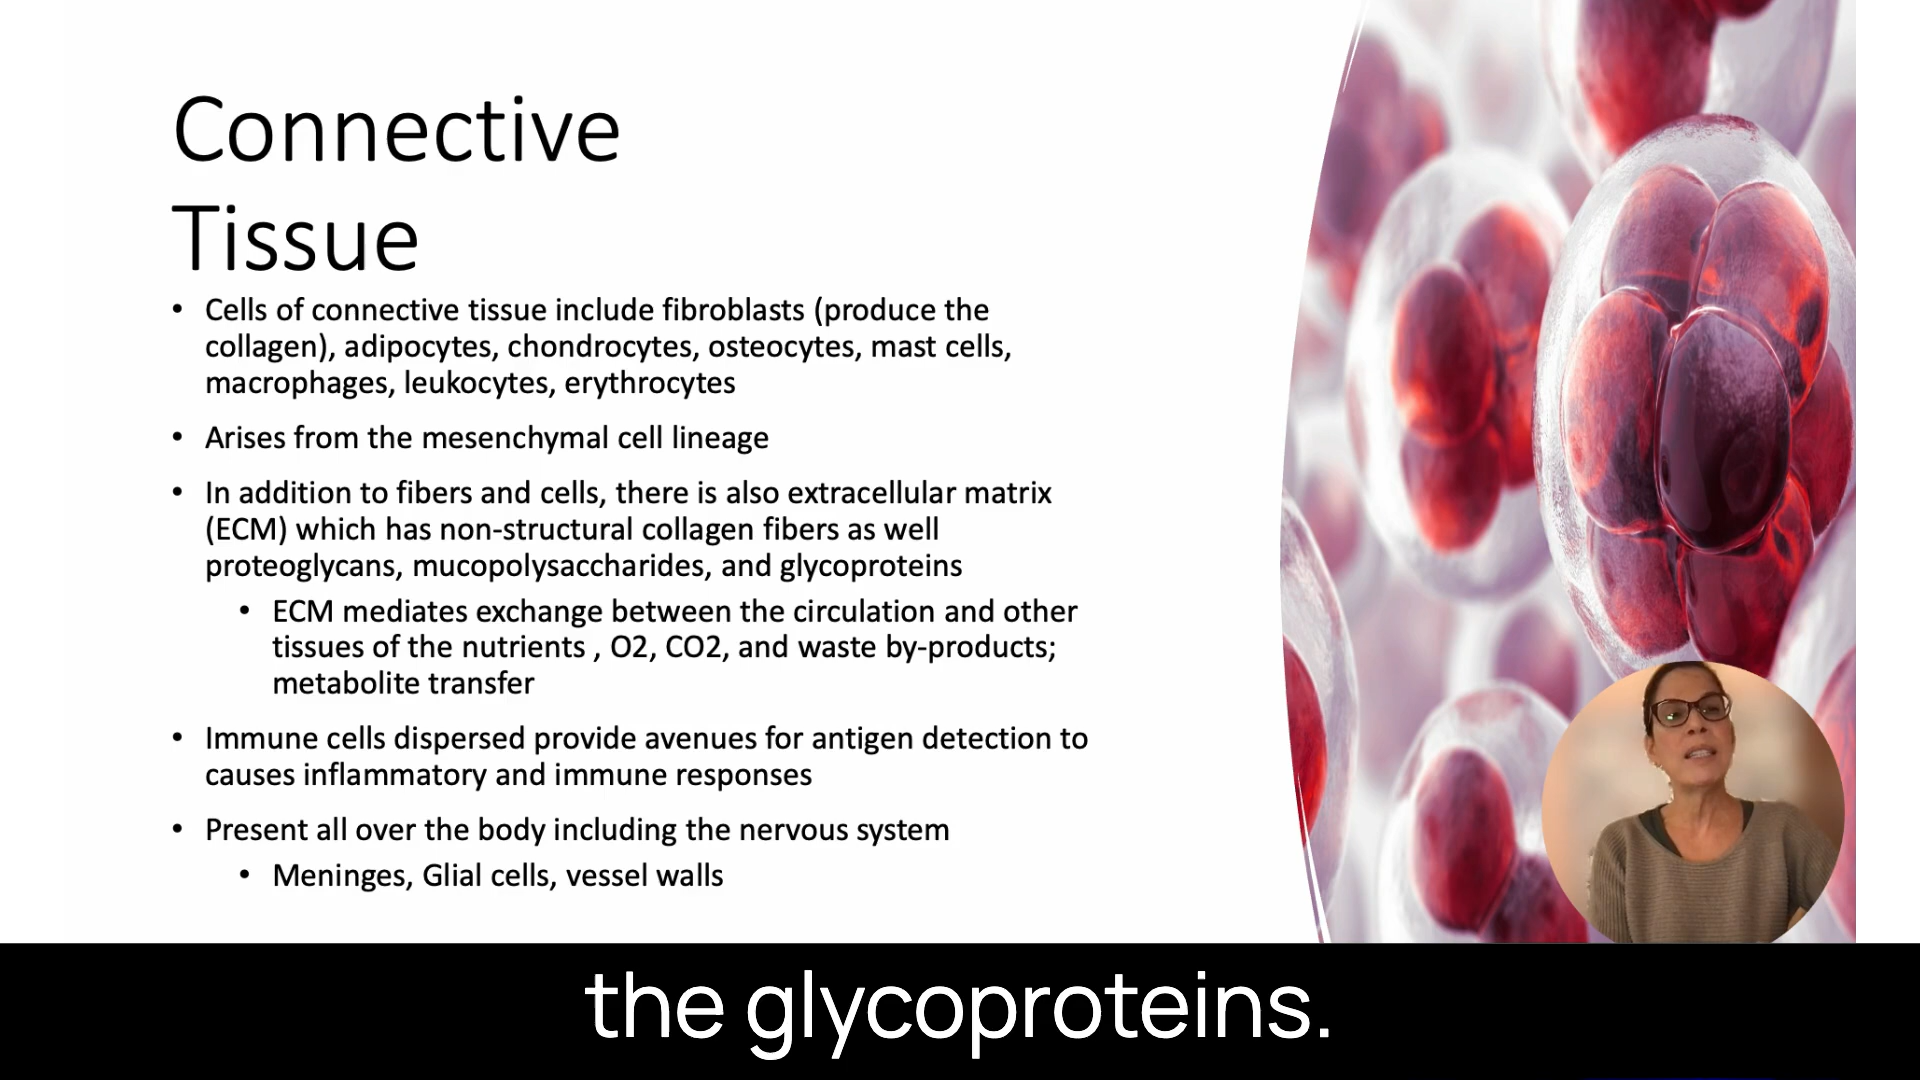 Connective
Tissue
• Cells of connective tissue include fibroblasts (produce the
collagen), adipocytes, chondrocytes, osteocytes, mast cells,
macrophages, leukocytes, erythrocytes
• Arises from the mesenchymal cell lineage
• In addition to fibers and cells, there is also extracellular matrix
(ECM) which has non-structural collagen fibers as well
proteoglycans, mucopolysaccharides, and glycoproteins
• ECM mediates exchange between the circulation and other
tissues of the nutrients , O2, CO2, and waste by-products;
metabolite transfer
• Immune cells dispersed provide avenues for antigen detection to
causes inflammatory and immune responses
• Present all over the body including the nervous system
• Meninges, Glial cells, vessel walls
the glycoproteins.